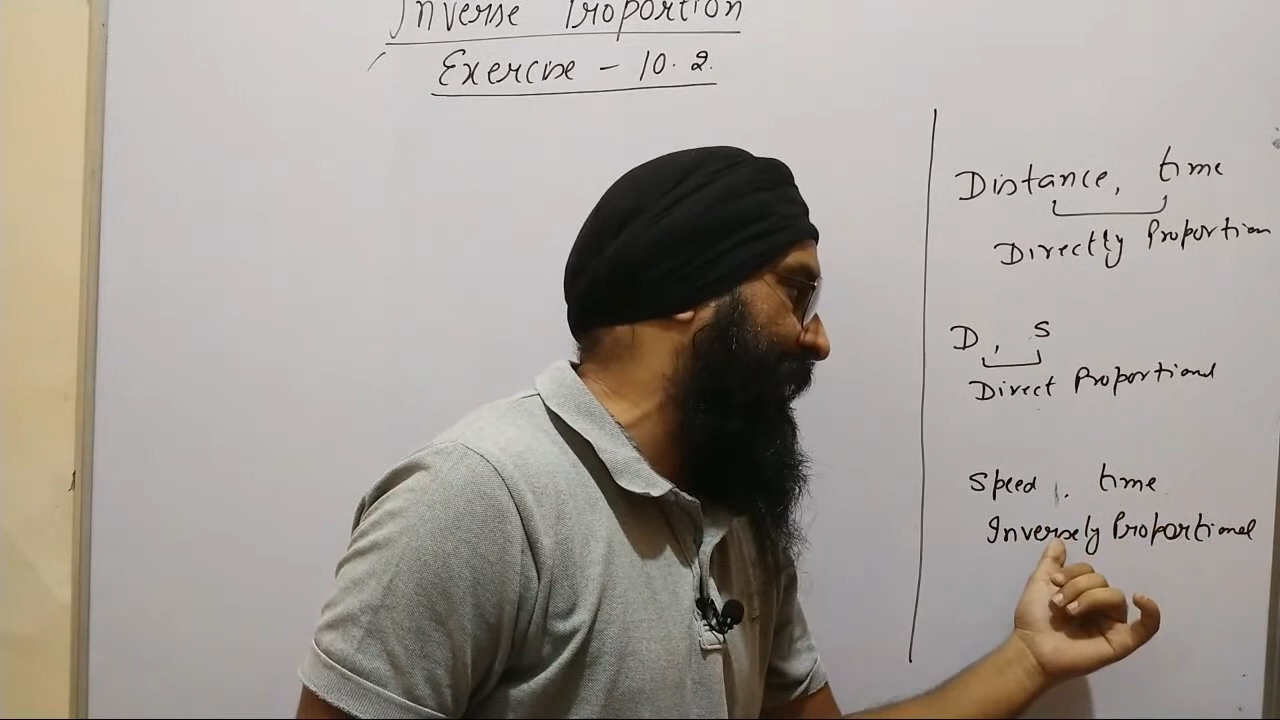 Inverse Proportion
Exercise - 10.2.
Distance, time
Directly Proportion
D, S
Direct Proportional
Speed, time
Inversely Proportional